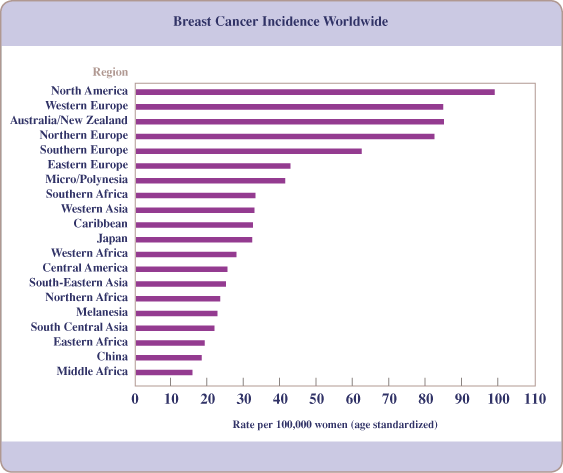 Breast Cancer Incidence Worldwide
Region
North America
Western Europe
Australia/New Zealand
Northern Europe
Southern Europe
Eastern Europe
Micro/Polynesia
Southern Africa
Western Asia
Caribbean
Japan
Western Africa
Central America
South-Eastern Asia
Northern Africa
Melanesia
South Central Asia
Eastern Africa
China
Middle Africa
0 10 20 30 40 50 60 70 80 90 100 110
Rate per 100,000 women (age standardized)